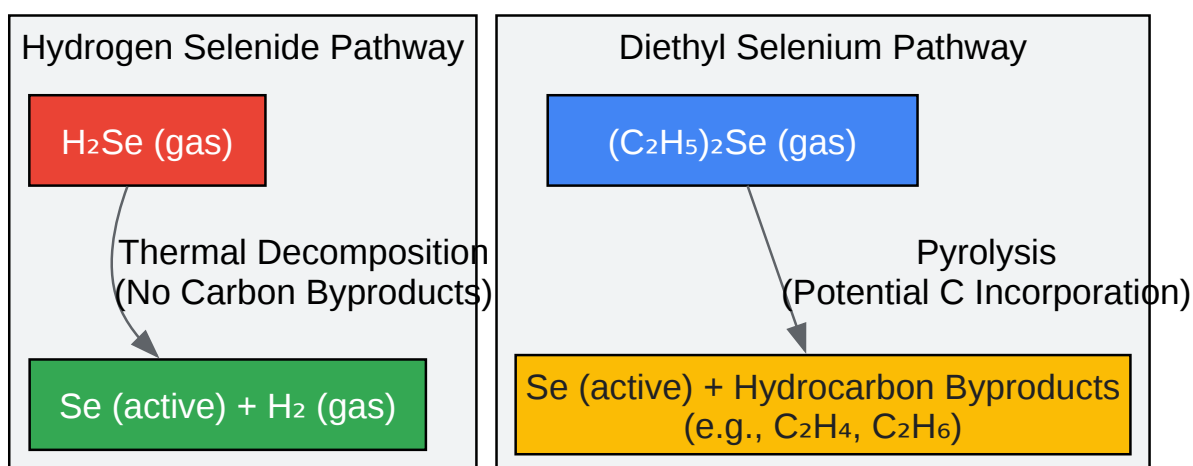 Hydrogen Selenide Pathway
H₂Se (gas)
Thermal Decomposition
(No Carbon Byproducts)
Se (active) + H₂ (gas)
Diethyl Selenium Pathway
(C₂H₅)₂Se (gas)
Pyrolysis
(Potential C Incorporation)
Se (active) + Hydrocarbon Byproducts
(e.g., C₂H₄, C₂H₆)